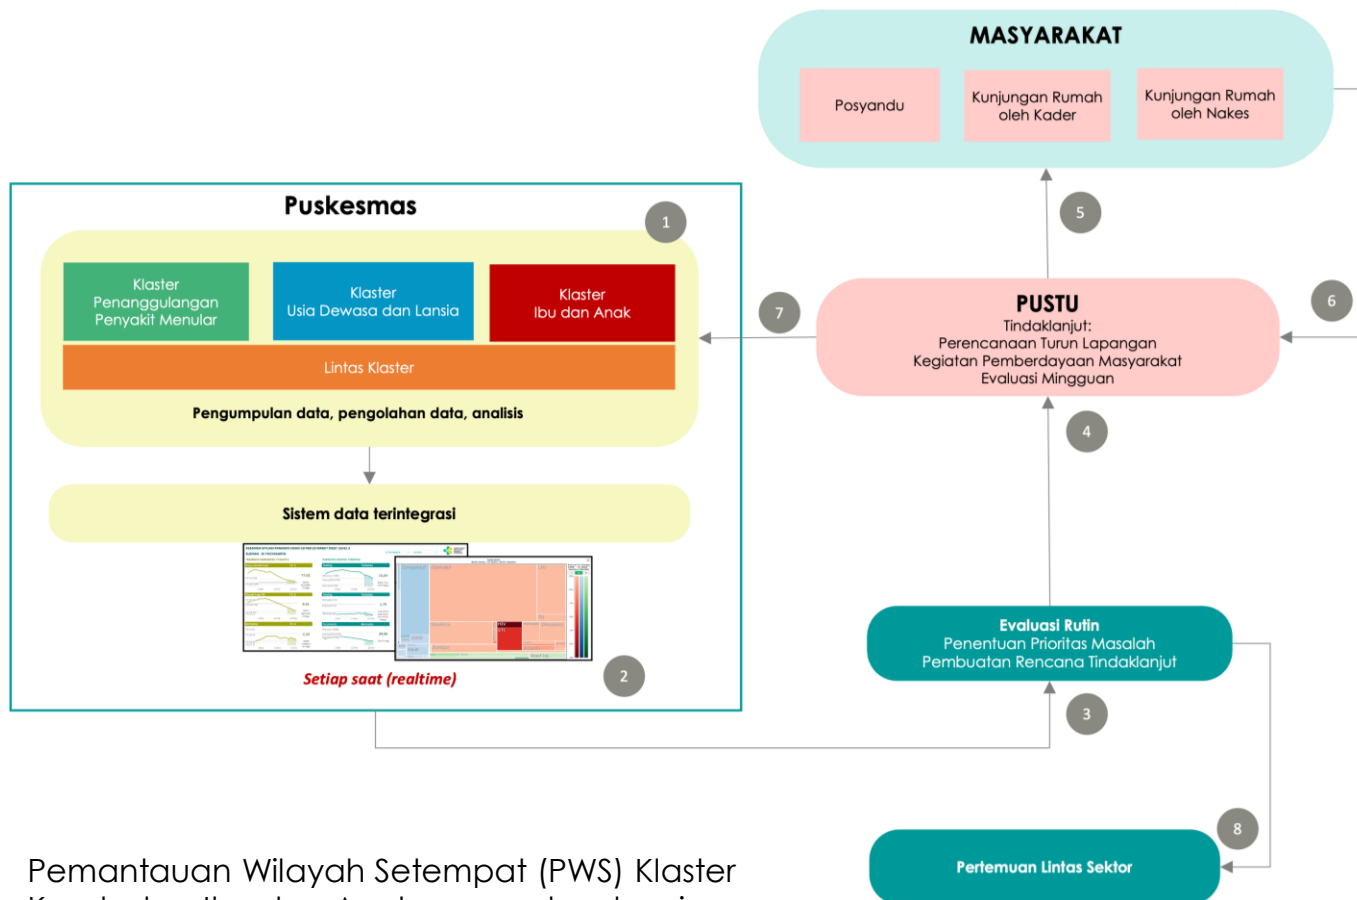 MASYARAKAT
Posyandu
Kunjungan Rumah
oleh Kader
Kunjungan Rumah
oleh Nakes
5
Puskesmas
1
Klaster
Penanggulangan
Penyakit Menular
Klaster
Usia Dewasa dan Lansia
Klaster
Ibu dan Anak
Lintas Klaster
Pengumpulan data, pengolahan data, analisis
7
PUSTU
Tindaklanjut:
Perencanaan Turun Lapangan
Kegiatan Pemberdayaan Masyarakat
Evaluasi Mingguan
6
4
Sistem data terintegrasi
Setiap saat (realtime)
2
Evaluasi Rutin
Penentuan Prioritas Masalah
Pembuatan Rencana Tindaklanjut
3
8
Pertemuan Lintas Sektor
Pemantauan Wilayah Setempat (PWS) Klaster